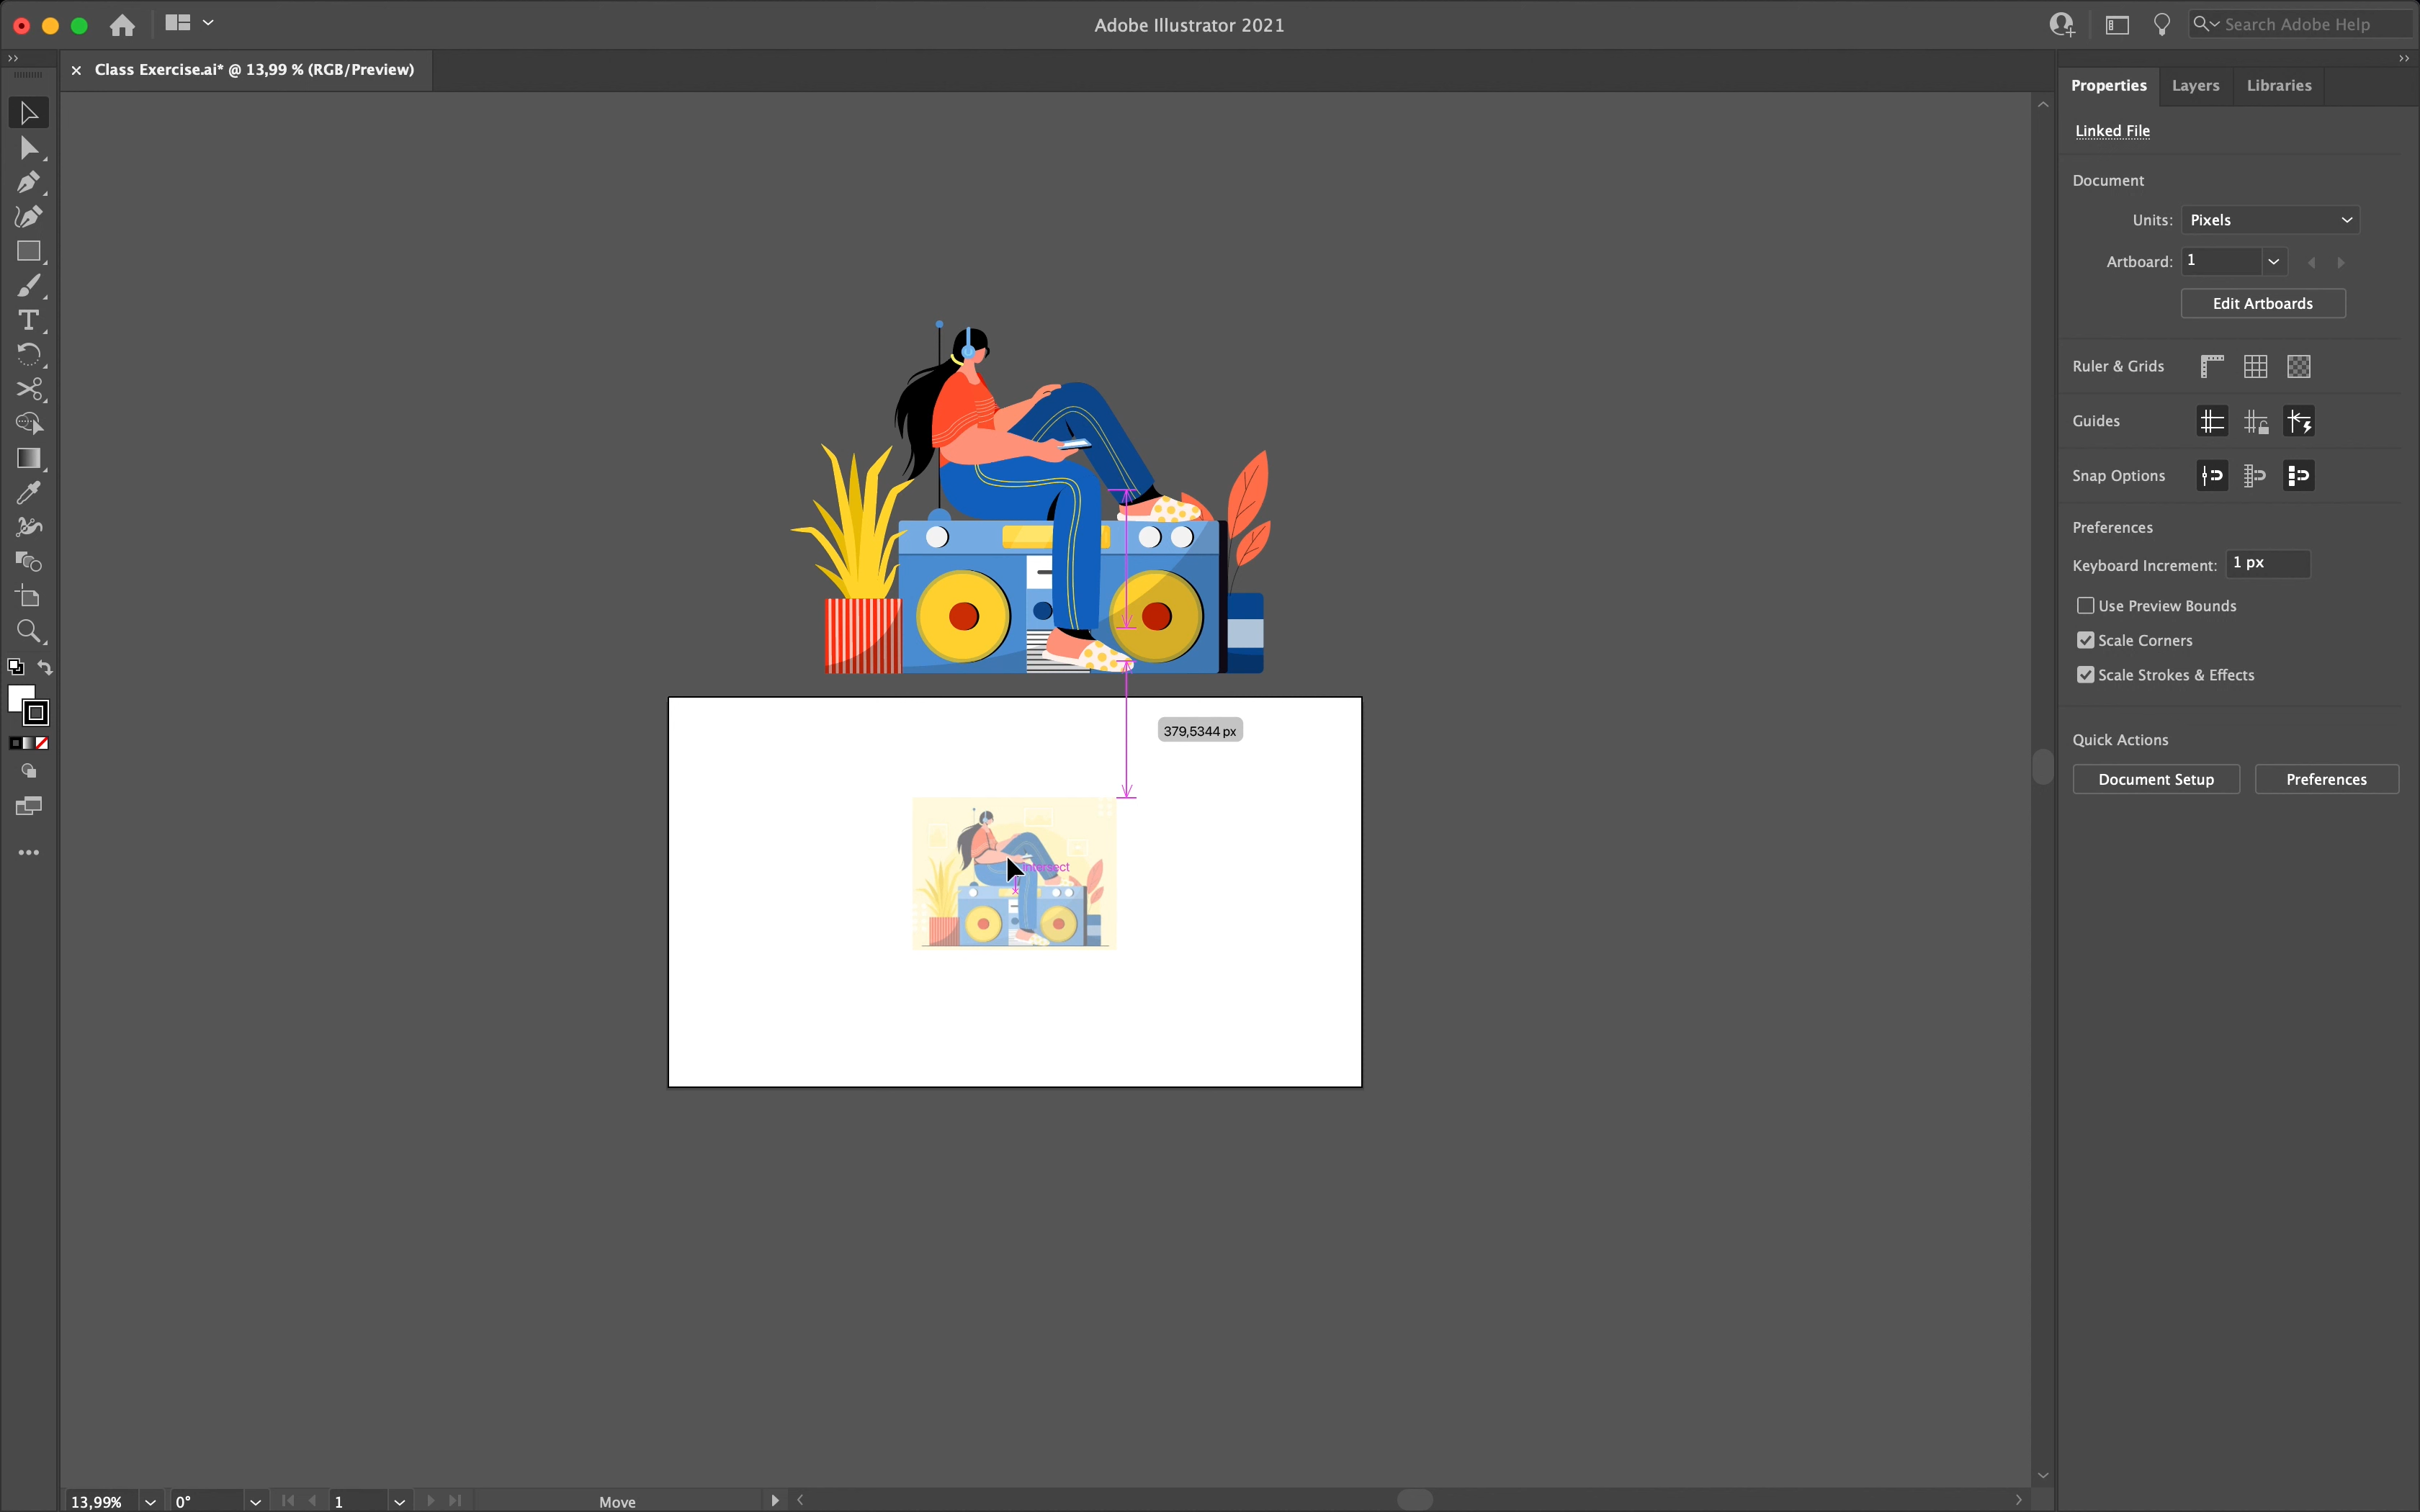 Adobe Illustrator 2021
Search Adobe Help
Class Exercise.ai* @ 13,99 % (RGB/Preview)
Properties
Layers
Libraries
Linked File
Document
Units:
Pixels
Artboard:
1
Edit Artboards
Ruler & Grids
Guides
Snap Options
Preferences
Keyboard Increment:
1 px
Use Preview Bounds
Scale Corners
Scale Strokes & Effects
Quick Actions
Document Setup
Preferences
379,5344 px
intersect
13,99%
0°
1
Move